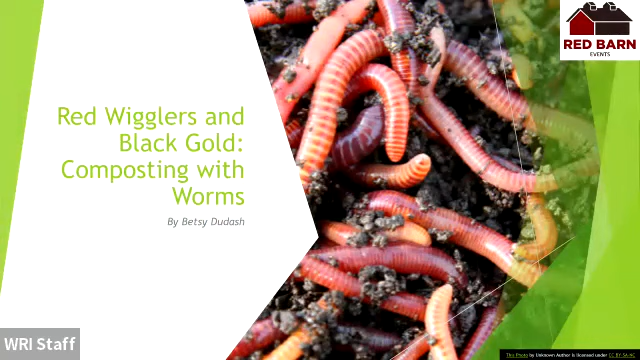 RED BARN
EVENTS
Red Wigglers and
Black Gold:
Composting with
Worms
By Betsy Dudash
WRI Staff
This Photo by Unknown Author is licensed under CC BY-SA-NC